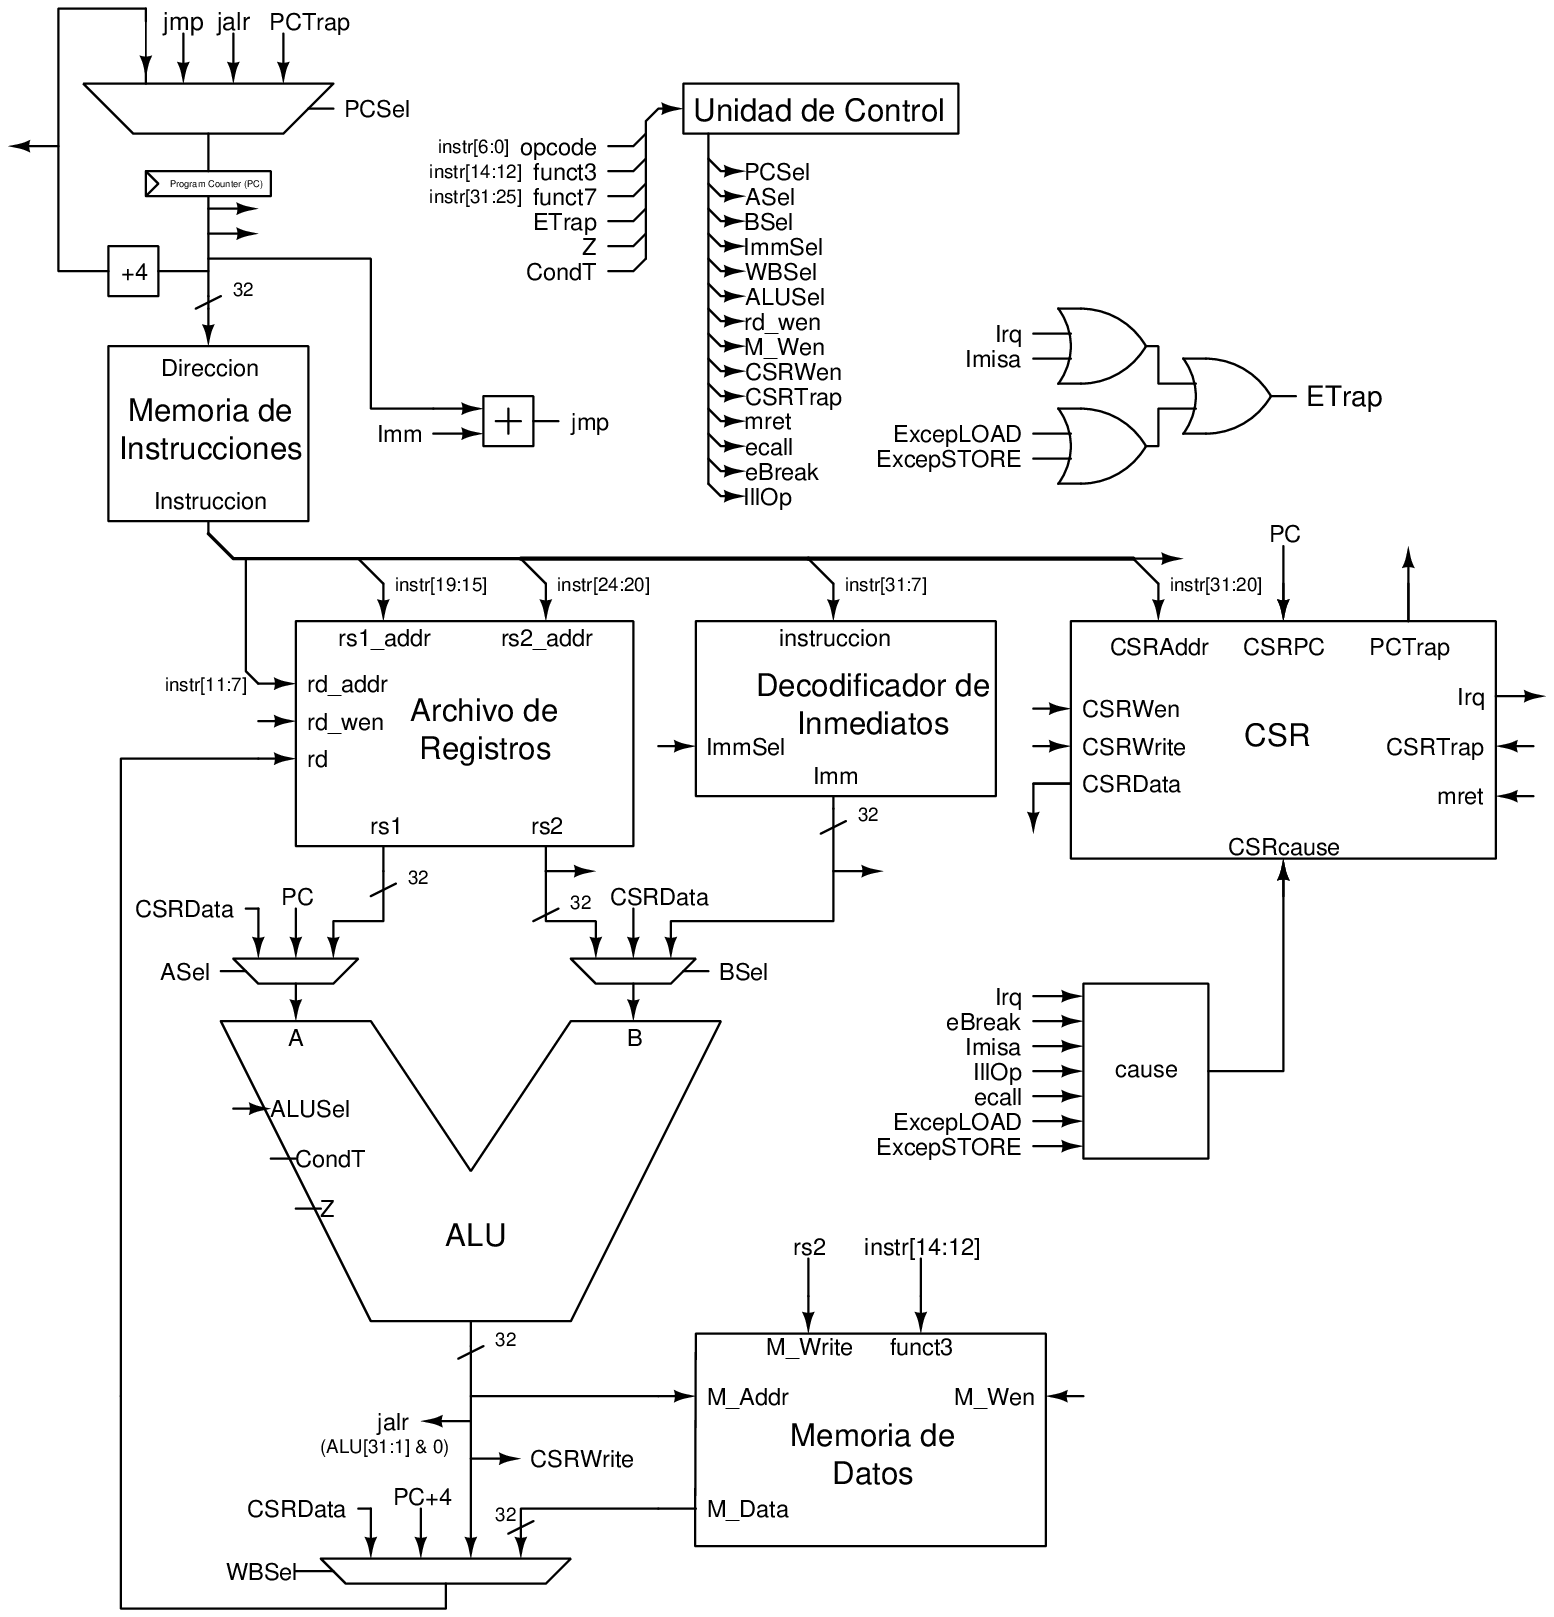 jmp jalr PCTrap
PCSel
Program Counter (PC)
+4
32
Direccion
Memoria de
Instrucciones
Instruccion
Imm
+
jmp
Unidad de Control
instr[6:0] opcode
instr[14:12] funct3
instr[31:25] funct7
ETrap
Z
CondT
PCSel
ASel
BSel
ImmSel
WBSel
ALUSel
rd_wen
M_Wen
CSRWen
CSRTrap
mret
ecall
eBreak
IllOp
Irq
Imisa
ExcepLOAD
ExcepSTORE
ETrap
instr[19:15]
instr[24:20]
instr[31:7]
instr[31:20]
PC
instr[11:7]
rs1_addr rs2_addr
rd_addr
rd_wen
rd
Archivo de
Registros
rs1 rs2
instruccion
Decodificador de
Inmediatos
ImmSel
Imm
32
CSRAddr CSRPC PCTrap
CSRWen
CSRWrite
CSRData
CSR
Irq
CSRTrap
mret
CSRcause
32
32
CSRData
PC
ASel
CSRData
BSel
A
B
ALUSel
CondT
Z
ALU
Irq
eBreak
Imisa
IllOp
ecall
ExcepLOAD
ExcepSTORE
cause
32
jalr
(ALU[31:1] & 0)
CSRWrite
rs2
instr[14:12]
M_Write funct3
M_Addr
M_Wen
Memoria de
Datos
M_Data
CSRData
PC+4
32
WBSel